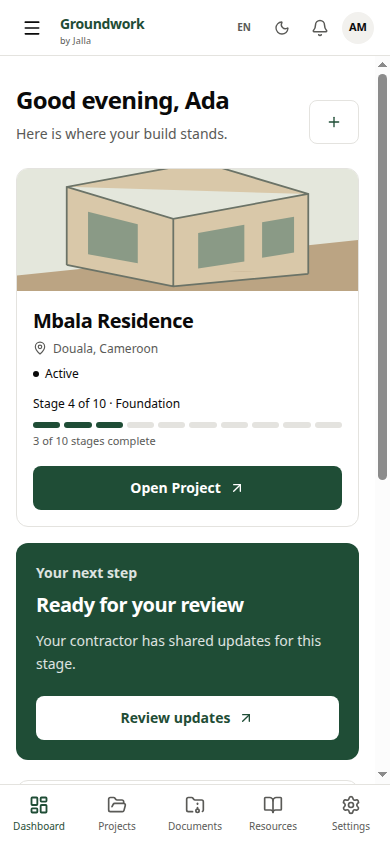 Groundwork
by Jalla
EN
AM
Good evening, Ada
Here is where your build stands.
Mbala Residence
Douala, Cameroon
Active
Stage 4 of 10 · Foundation
3 of 10 stages complete
Open Project
Your next step
Ready for your review
Your contractor has shared updates for this
stage.
Review updates
Dashboard
Projects
Documents
Resources
Settings